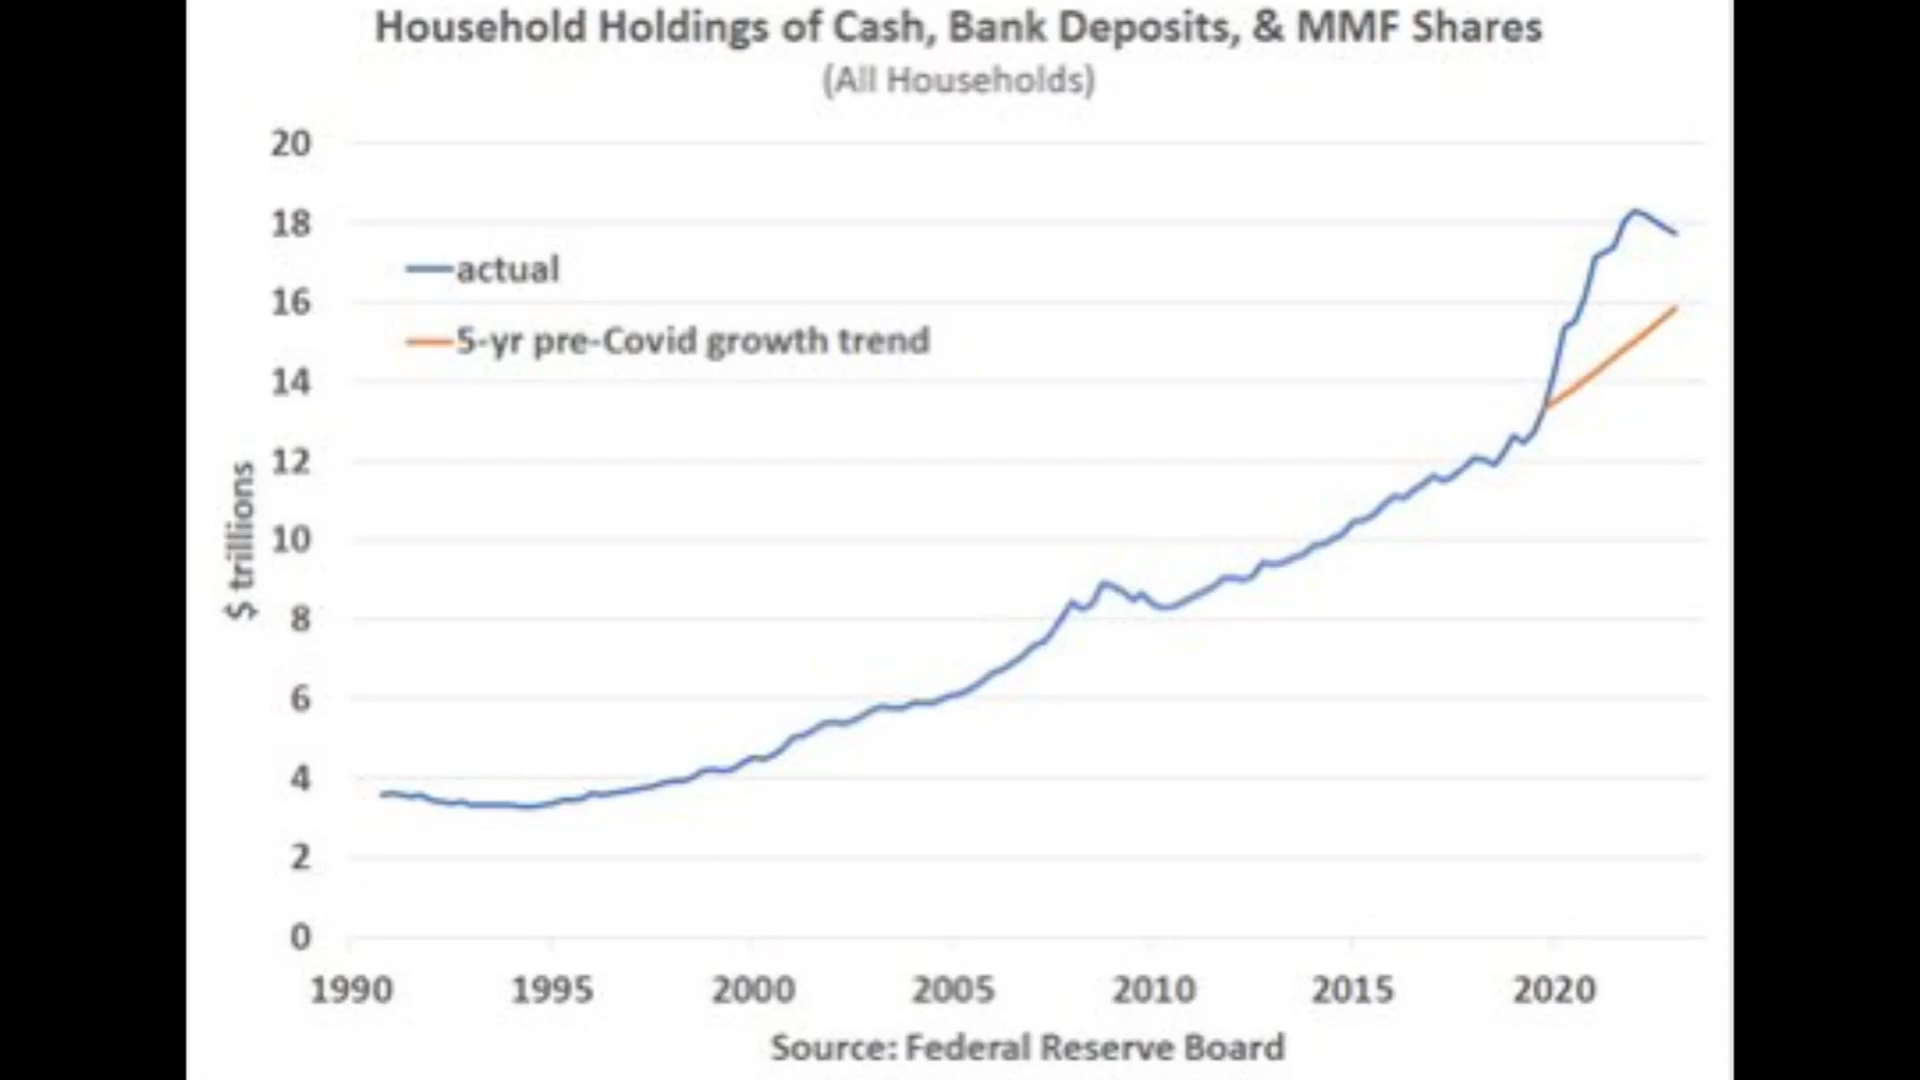 Household Holdings of Cash, Bank Deposits, & MMF Shares
(All Households)
20
18
16
14
12
10
8
6
4
2
0
$ trillions
actual
5-yr pre-Covid growth trend
1990 1995 2000 2005 2010 2015 2020
Source: Federal Reserve Board